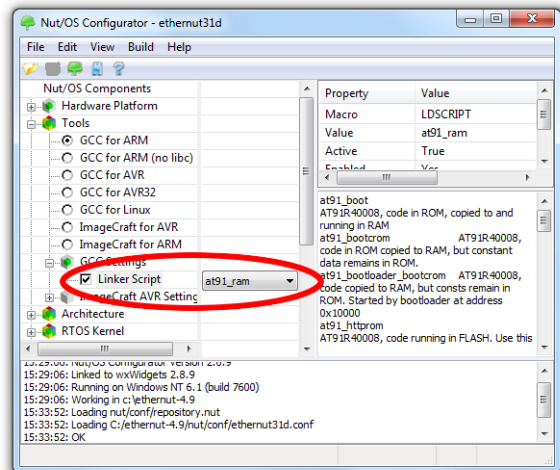 Nut/OS Configurator - ethernut31d
File Edit View Build Help
Nut/OS Components
Hardware Platform
Tools
GCC for ARM
GCC for ARM (no libc)
GCC for AVR
GCC for AVR32
GCC for Linux
ImageCraft for AVR
ImageCraft for ARM
GCC Settings
Linker Script at91_ram
ImageCraft AVR Setting
Architecture
RTOS Kernel
Property Value
Macro LDSCRIPT
Value at91_ram
Active True
Enabled Yes
at91_boot
AT91R40008, code in ROM, copied to and
running in RAM
at91_bootcrom AT91R40008,
code in ROM copied to RAM, but constant
data remains in ROM.
at91_bootloader_bootcrom AT91R40008,
code copied to RAM, but consts remain in
ROM. Started by bootloader at address
0x10000
at91_httprom
AT91R40008, code running in FLASH. Use this
15:29:06: Nut/OS Configurator version 2.0.9
15:29:06: Linked to wxWidgets 2.8.9
15:29:06: Running on Windows NT 6.1 (build 7600)
15:29:06: Working in c:\ethernut-4.9
15:33:52: Loading nut/conf/repository.nut
15:33:52: Loading C:/ethernut-4.9/nut/conf/ethernut31d.conf
15:33:52: OK